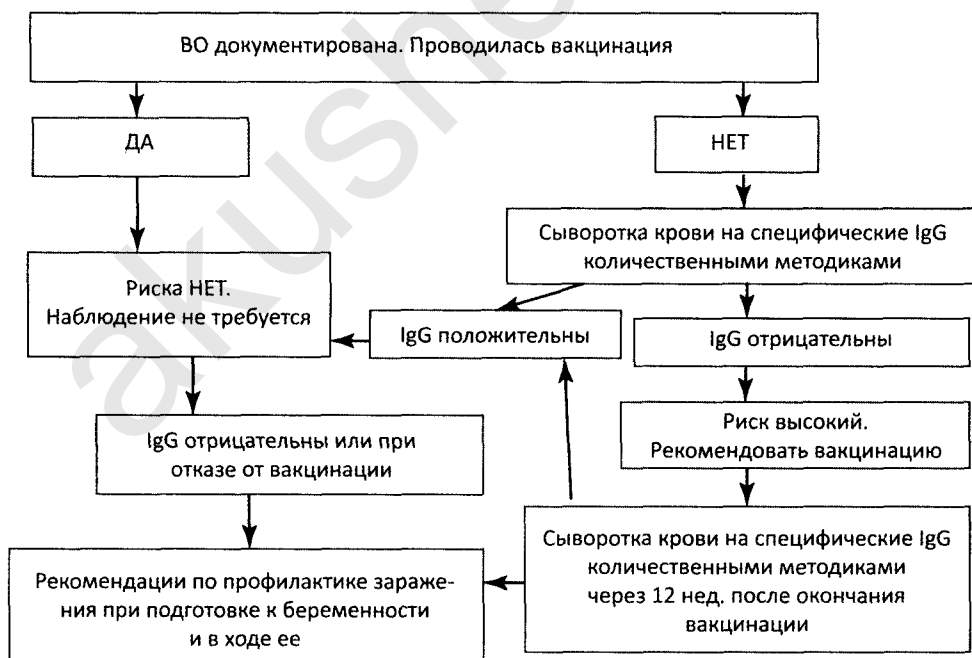 ВО документирована. Проводилась вакцинация
ДА
НЕТ
Сыворотка крови на специфические IgG
количественными методиками
Риска НЕТ.
Наблюдение не требуется
IgG положительны
IgG отрицательны
Риск высокий.
Рекомендовать вакцинацию
IgG отрицательны или при
отказе от вакцинации
Сыворотка крови на специфические IgG
количественными методиками
через 12 нед. после окончания
вакцинации
Рекомендации по профилактике зараже-
ния при подготовке к беременности
и в ходе ее
akushe